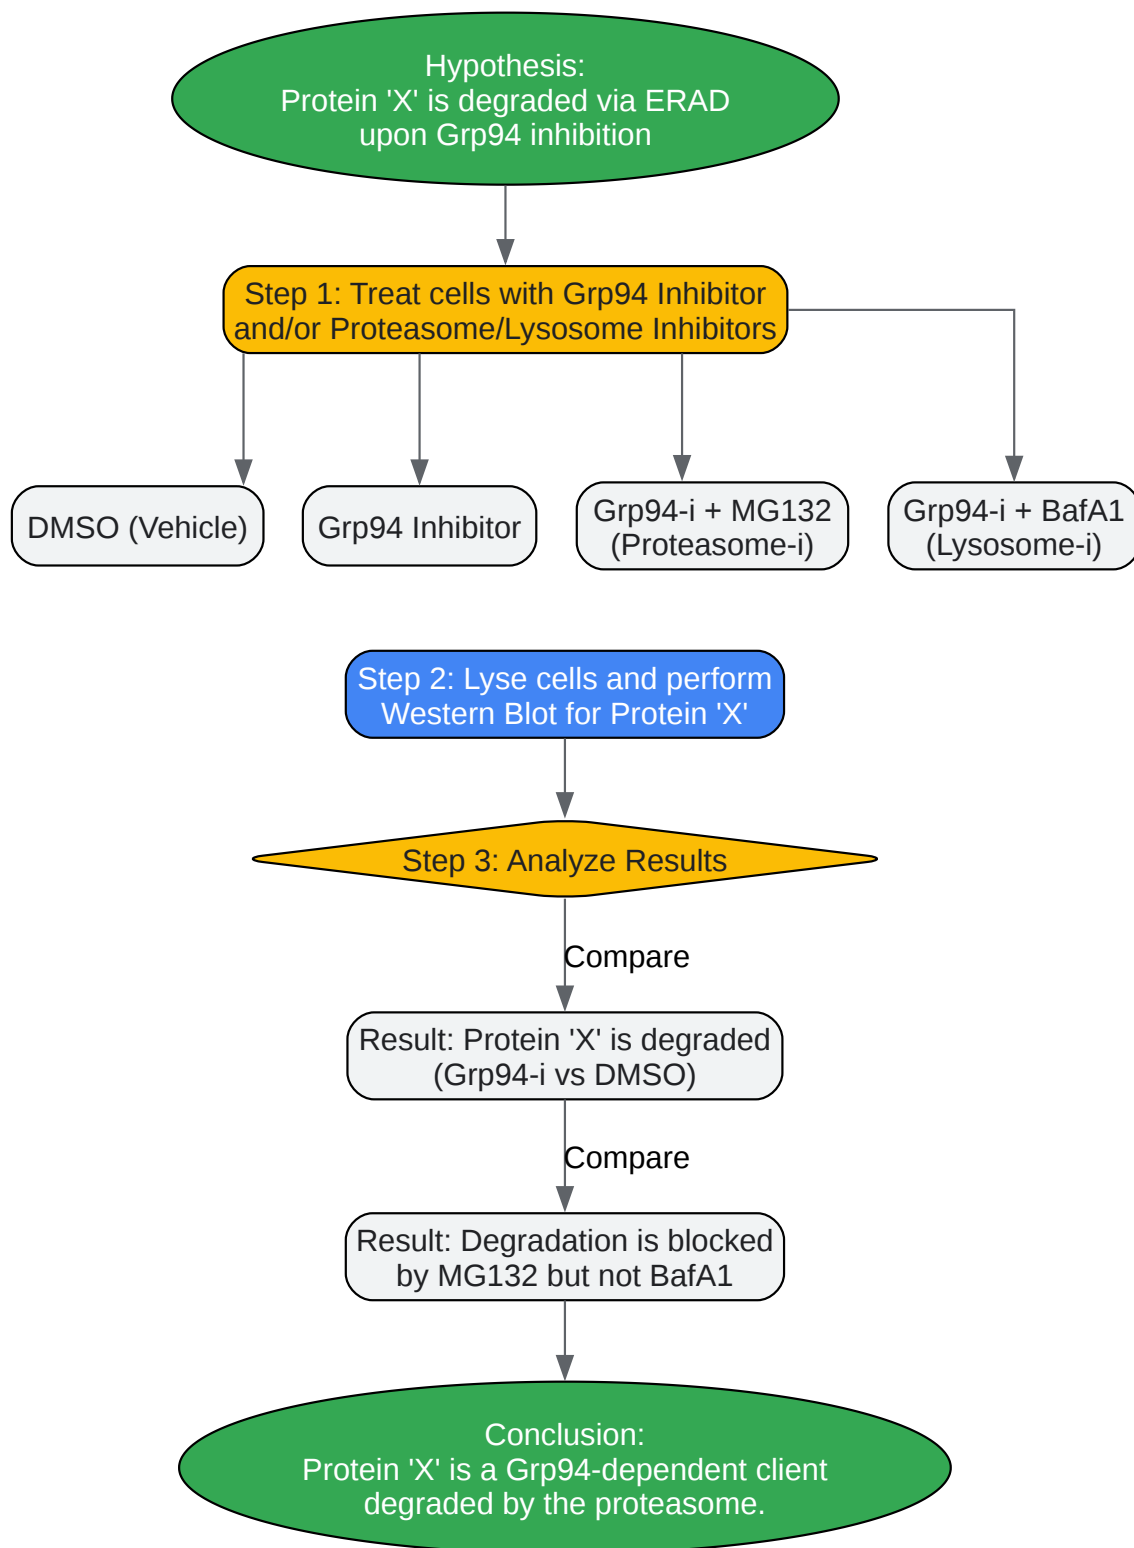 Hypothesis:
Protein 'X' is degraded via ERAD
upon Grp94 inhibition
Step 1: Treat cells with Grp94 Inhibitor
and/or Proteasome/Lysosome Inhibitors
DMSO (Vehicle)
Grp94 Inhibitor
Grp94-i + MG132
(Proteasome-i)
Grp94-i + BafA1
(Lysosome-i)
Step 2: Lyse cells and perform
Western Blot for Protein 'X'
Step 3: Analyze Results
Compare
Result: Protein 'X' is degraded
(Grp94-i vs DMSO)
Compare
Result: Degradation is blocked
by MG132 but not BafA1
Conclusion:
Protein 'X' is a Grp94-dependent client
degraded by the proteasome.